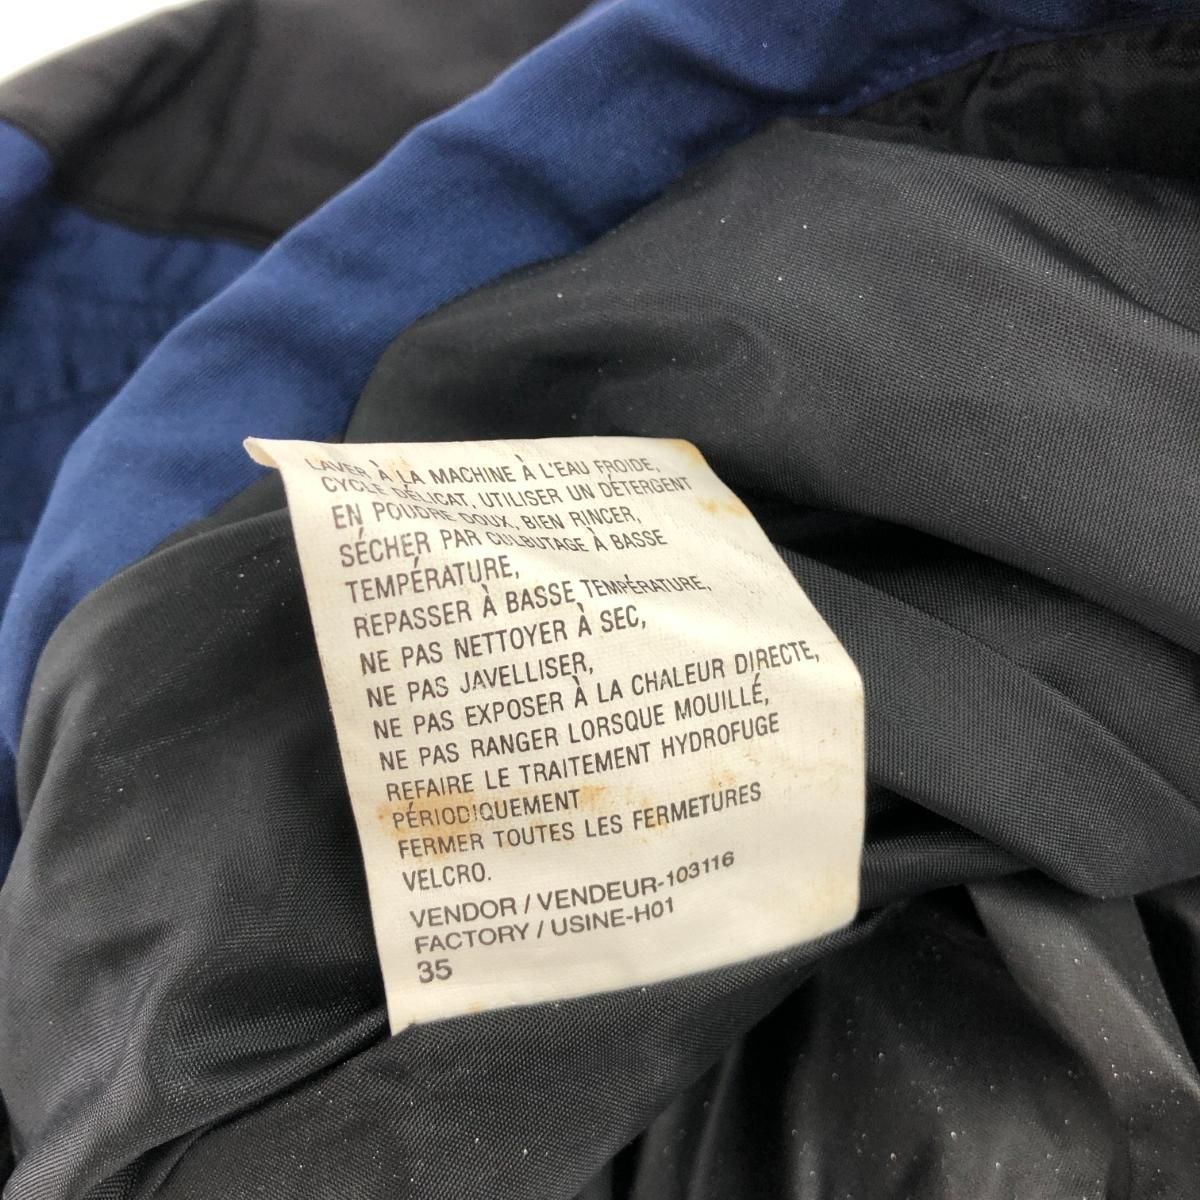 LAVER À LA MACHINE À L'EAU FROIDE,
CYCLE DÉLICAT, UTILISER UN DÉTERGENT
EN POUDRE DOUX, BIEN RINCER,
SÉCHER PAR CULBUTAGE À BASSE
TEMPÉRATURE,
REPASSER À BASSE TEMPÉRATURE,
NE PAS NETTOYER À SEC,
NE PAS JAVELLISER,
NE PAS EXPOSER À LA CHALEUR DIRECTE,
NE PAS RANGER LORSQUE MOUILLÉ,
REFAIRE LE TRAITEMENT HYDROFUGE
PÉRIODIQUEMENT
FERMER TOUTES LES FERMETURES
VELCRO.
VENDOR / VENDEUR-103116
FACTORY / USINE-H01
35